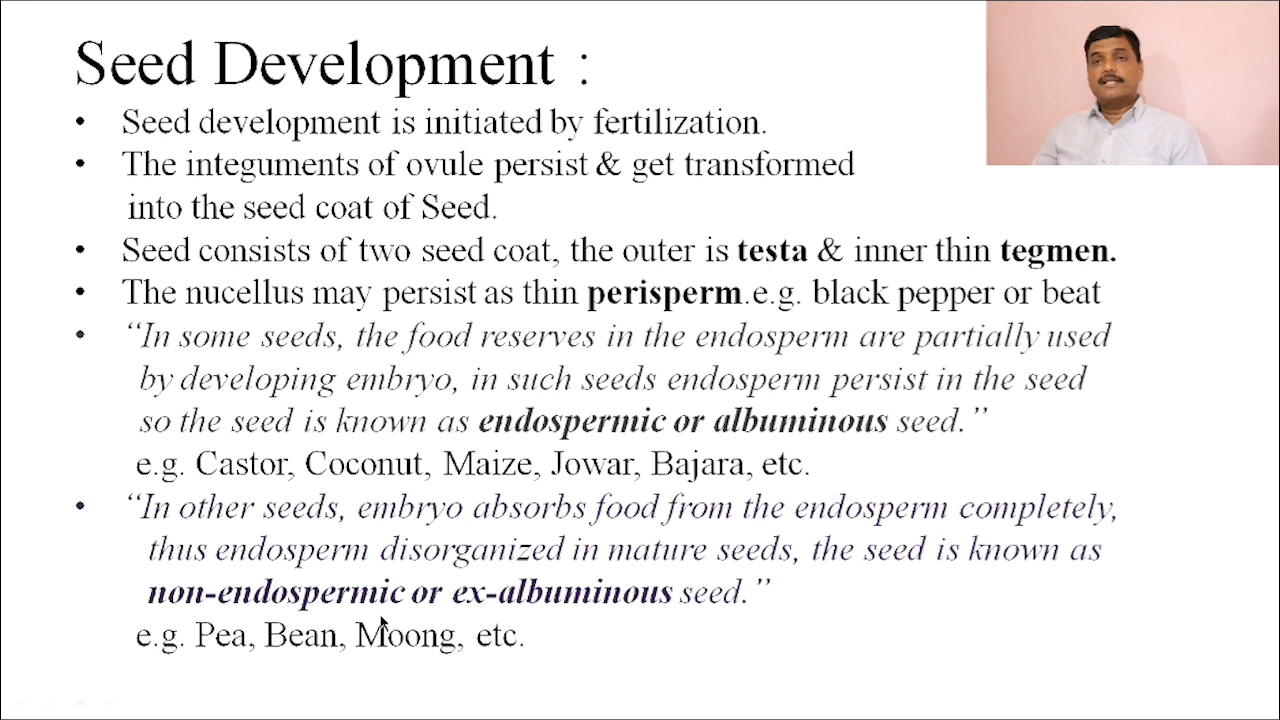 Seed Development :
• Seed development is initiated by fertilization.
• The integuments of ovule persist & get transformed
into the seed coat of Seed.
• Seed consists of two seed coat, the outer is testa & inner thin tegmen.
• The nucellus may persist as thin perisperm.e.g. black pepper or beat
• “In some seeds, the food reserves in the endosperm are partially used
by developing embryo, in such seeds endosperm persist in the seed
so the seed is known as endospermic or albuminous seed.”
e.g. Castor, Coconut, Maize, Jowar, Bajara, etc.
• “In other seeds, embryo absorbs food from the endosperm completely,
thus endosperm disorganized in mature seeds, the seed is known as
non-endospermic or ex-albuminous seed.”
e.g. Pea, Bean, Moong, etc.